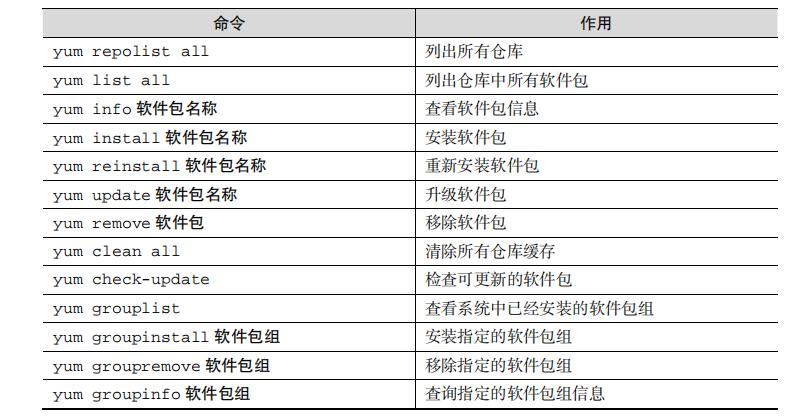 命令 作用
yum repolist all 列出所有仓库
yum list all 列出仓库中所有软件包
yum info 软件包名称 查看软件包信息
yum install 软件包名称 安装软件包
yum reinstall 软件包名称 重新安装软件包
yum update 软件包名称 升级软件包
yum remove 软件包 移除软件包
yum clean all 清除所有仓库缓存
yum check-update 检查可更新的软件包
yum grouplist 查看系统中已经安装的软件包组
yum groupinstall 软件包组 安装指定的软件包组
yum groupremove 软件包组 移除指定的软件包组
yum groupinfo 软件包组 查询指定的软件包组信息